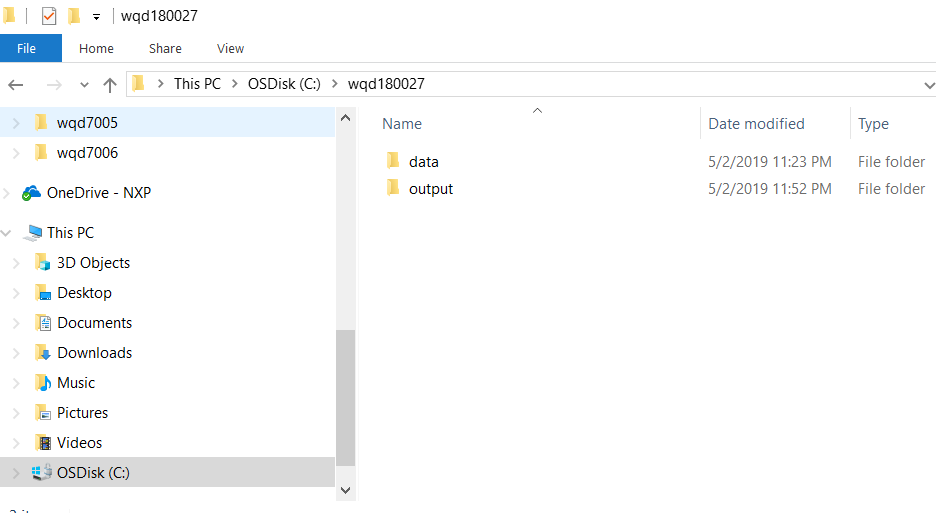 wqd180027
File Home Share View
This PC OSDisk (C:) wqd180027
wqd7005
wqd7006
OneDrive - NXP
This PC
3D Objects
Desktop
Documents
Downloads
Music
Pictures
Videos
OSDisk (C:)
Name Date modified Type
data 5/2/2019 11:23 PM File folder
output 5/2/2019 11:52 PM File folder